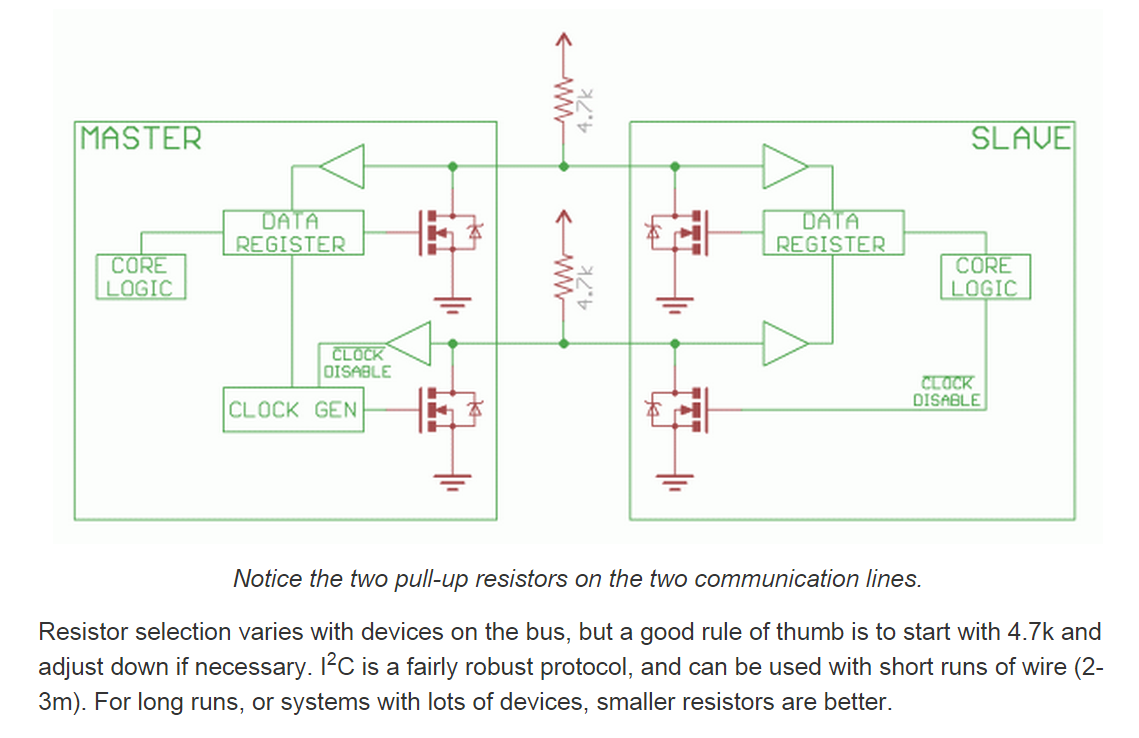 MASTER
SLAVE
4.7k
DATA
REGISTER
CORE
LOGIC
4.7k
CLOCK
DISABLE
CLOCK GEN
DATA
REGISTER
CORE
LOGIC
CLOCK
DISABLE
Notice the two pull-up resistors on the two communication lines.
Resistor selection varies with devices on the bus, but a good rule of thumb is to start with 4.7k and
adjust down if necessary. I²C is a fairly robust protocol, and can be used with short runs of wire (2-
3m). For long runs, or systems with lots of devices, smaller resistors are better.